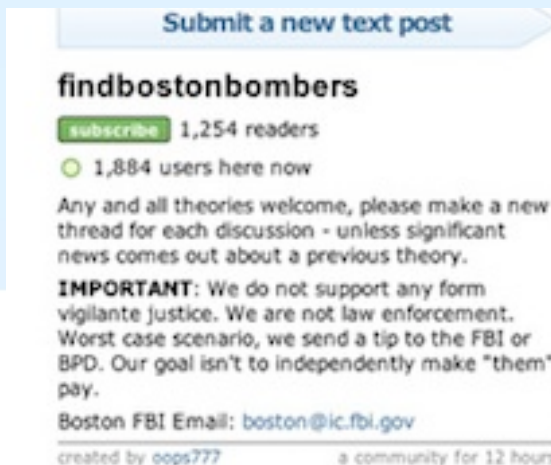 Submit a new text post
findbostonbombers
subscribe 1,254 readers
1,884 users here now
Any and all theories welcome, please make a new
thread for each discussion - unless significant
news comes out about a previous theory.
IMPORTANT: We do not support any form
vigilante justice. We are not law enforcement.
Worst case scenario, we send a tip to the FBI or
BPD. Our goal isn't to independently make "them"
pay.
Boston FBI Email: boston@ic.fbi.gov
created by oops777 a community for 12 hours